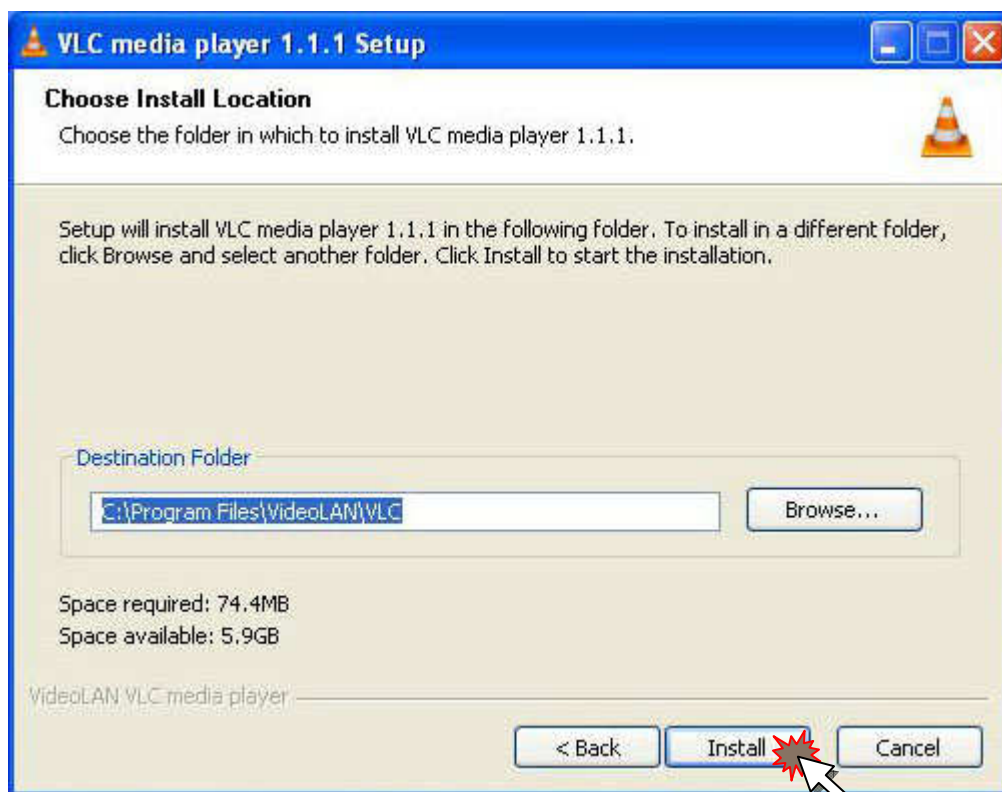 VLC media player 1.1.1 Setup
Choose Install Location
Choose the folder in which to install VLC media player 1.1.1.
Setup will install VLC media player 1.1.1 in the following folder. To install in a different folder,
click Browse and select another folder. Click Install to start the installation.
Destination Folder
C:\Program Files\VideoLAN\VLC
Browse...
Space required: 74.4MB
Space available: 5.9GB
VideoLAN VLC media player
< Back Install Cancel